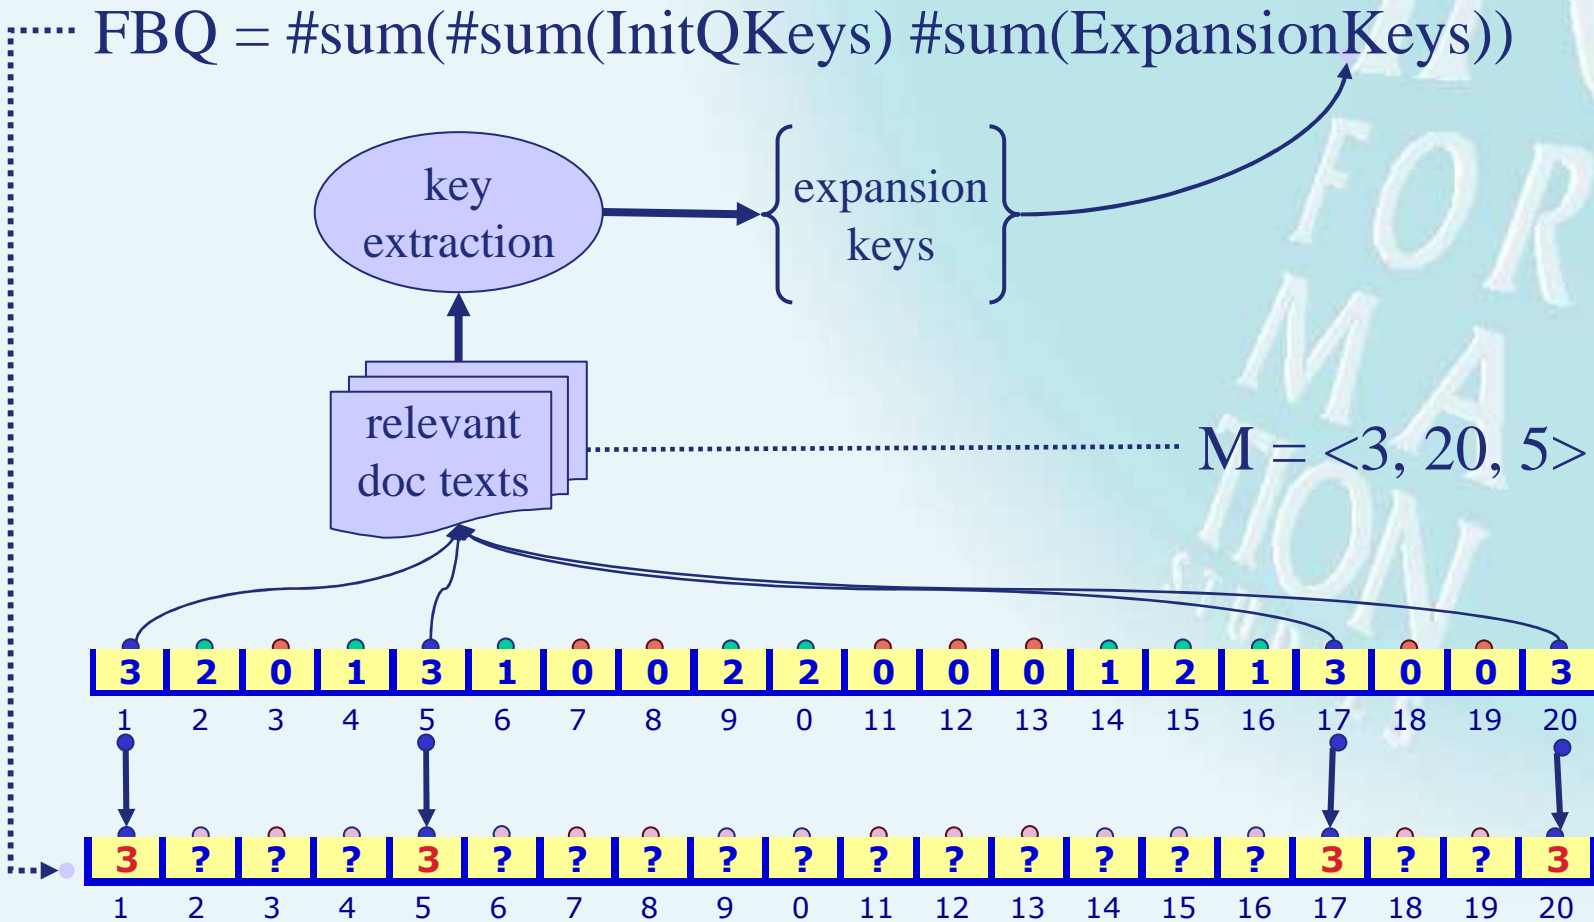 FBQ = #sum(#sum(InitQKeys) #sum(ExpansionKeys))
key
extraction
expansion
keys
relevant
doc texts
M = <3, 20, 5>
FOR
MA
TION
3 2 0 1 3 1 0 0 2 2 0 0 0 1 2 1 3 0 0 3
1 2 3 4 5 6 7 8 9 0 11 12 13 14 15 16 17 18 19 20
3 ? ? ? 3 ? ? ? ? ? ? ? ? ? ? ? 3 ? ? 3
1 2 3 4 5 6 7 8 9 0 11 12 13 14 15 16 17 18 19 20